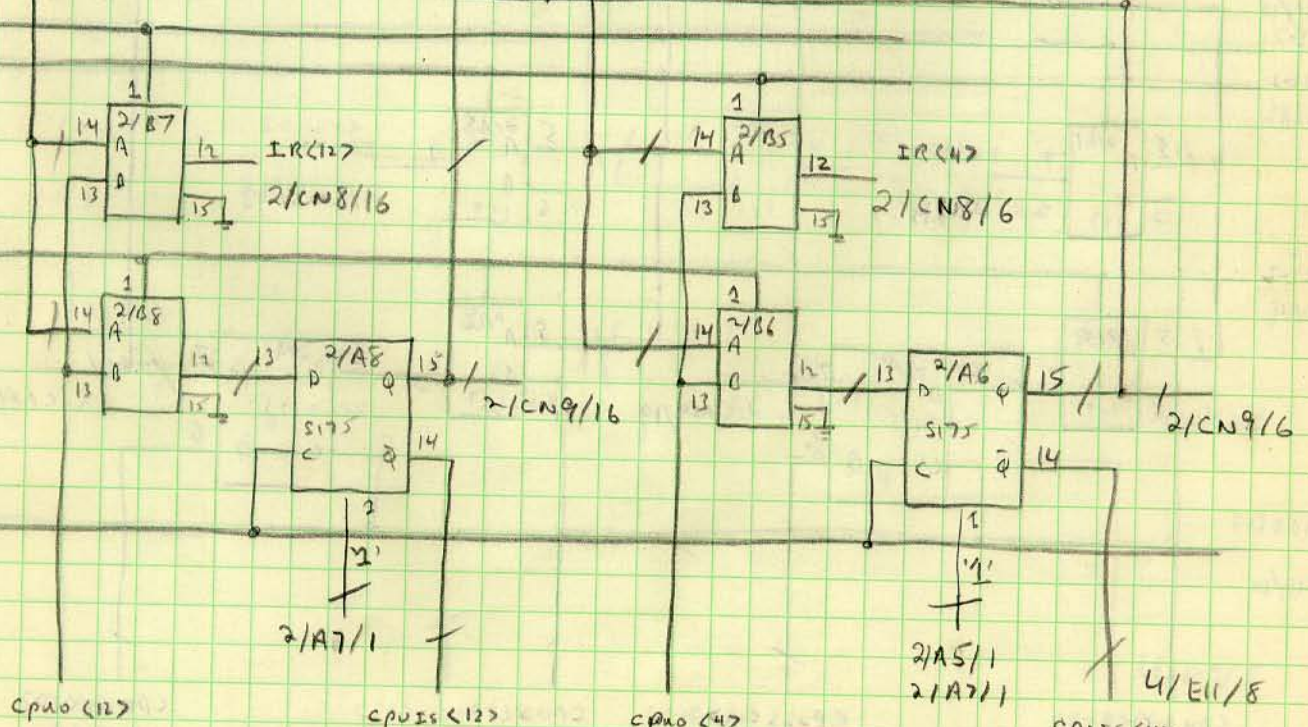 1
2/B7
14
A
12
B
13
15
IR<12>
2/CN8/16
1
2/B5
14
A
12
B
13
15
IR<4>
2/CN8/6
1
2/B8
14
A
12
B
13
15
13
2/A8
D
Q
15
S175
C
Q̅
14
2/CN9/16
'1'
2/A7/1
1
2/B6
14
A
12
13
15
13
2/A6
D
Q
15
S175
C
Q̅
14
2/CN9/6
1
'1'
2/A5/1
2/A7/1
4/E11/8
CPUO<12>
CPUIS<12>
CPUO<4>